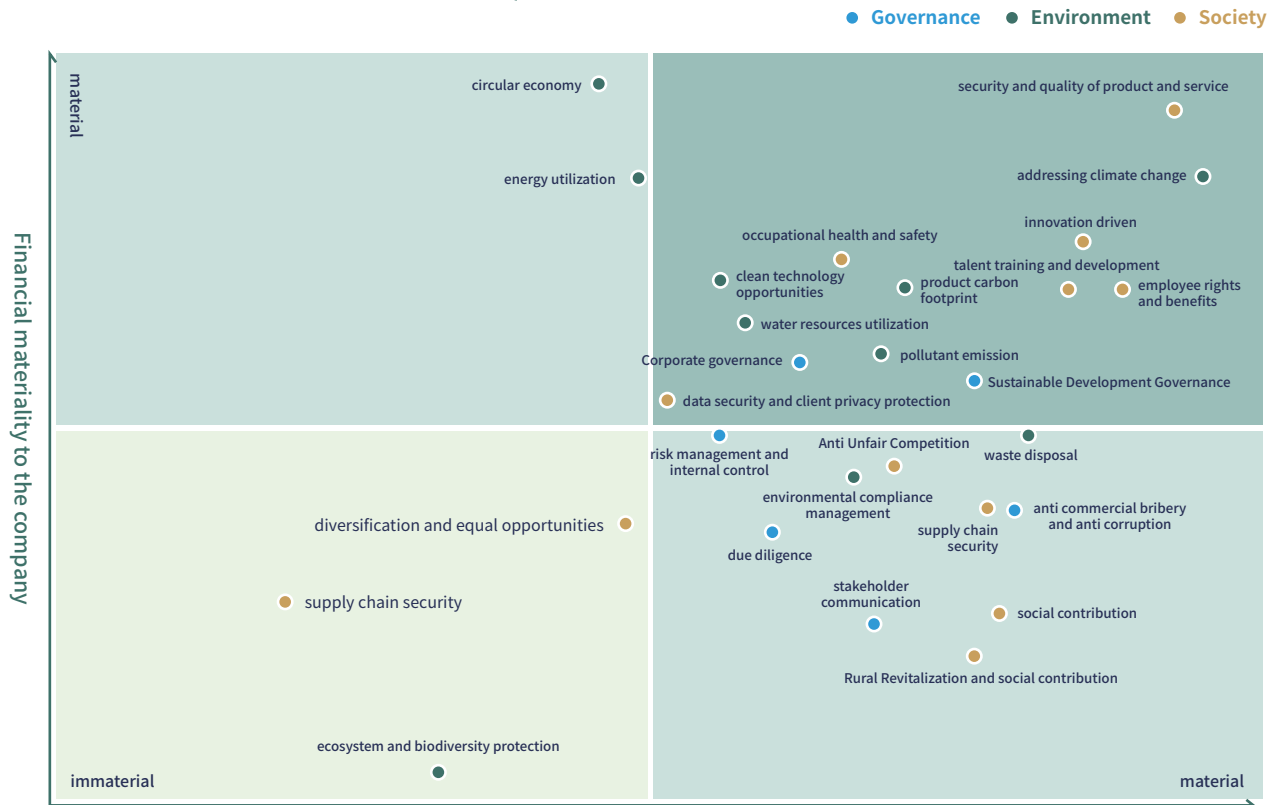 Governance
Environment
Society
material
circular economy
security and quality of product and service
energy utilization
addressing climate change
innovation driven
occupational health and safety
talent training and development
clean technology
opportunities
product carbon
footprint
employee rights
and benefits
water resources utilization
Corporate governance
pollutant emission
Sustainable Development Governance
data security and client privacy protection
Financial materiality to the company
risk management and
internal control
Anti Unfair Competition
waste disposal
environmental compliance
management
diversification and equal opportunities
supply chain
security
anti commercial bribery
and anti corruption
due diligence
stakeholder
communication
supply chain security
social contribution
Rural Revitalization and social contribution
ecosystem and biodiversity protection
immaterial
material